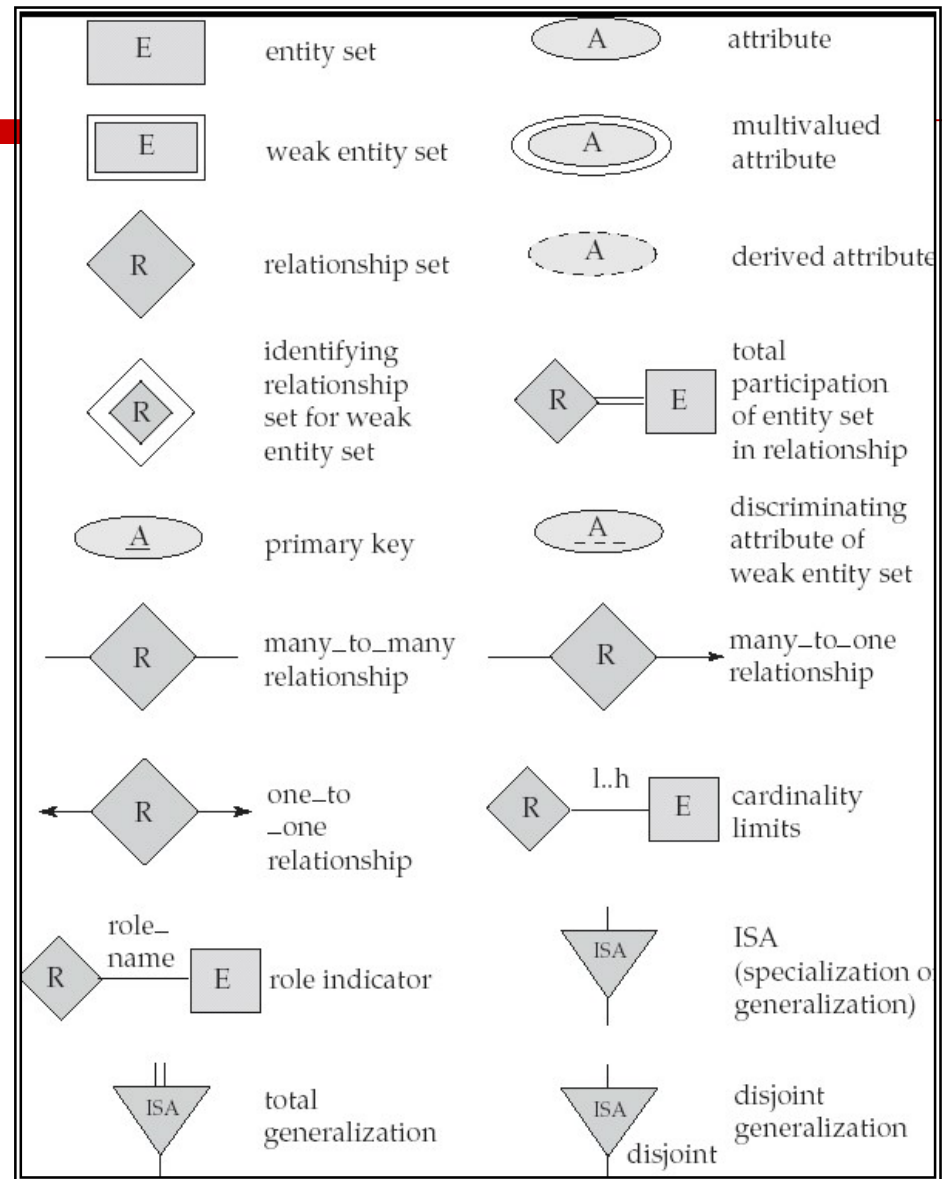 E
entity set
A
attribute
E
weak entity set
A
multivalued
attribute
R
relationship set
A
derived attribute
R
identifying
relationship
set for weak
entity set
R
E
total
participation
of entity set
in relationship
A
primary key
A
discriminating
attribute of
weak entity set
R
many_to_many
relationship
R
many_to_one
relationship
R
one_to
_one
relationship
R
l..h
E
cardinality
limits
R
role_
name
E
role indicator
ISA
ISA
(specialization o
generalization)
ISA
total
generalization
ISA
disjoint
disjoint
generalization